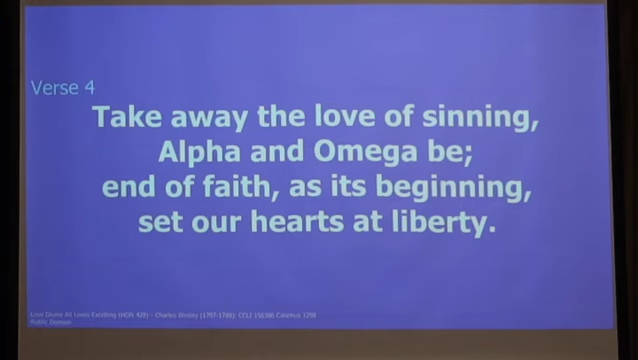 Verse 4
Take away the love of sinning,
Alpha and Omega be;
end of faith, as its beginning,
set our hearts at liberty.
Love Divine All Loves Excelling (HGIN 429) - Charles Wesley (1707-1788); CCLI 156398 Calamus 1298
Public Domain